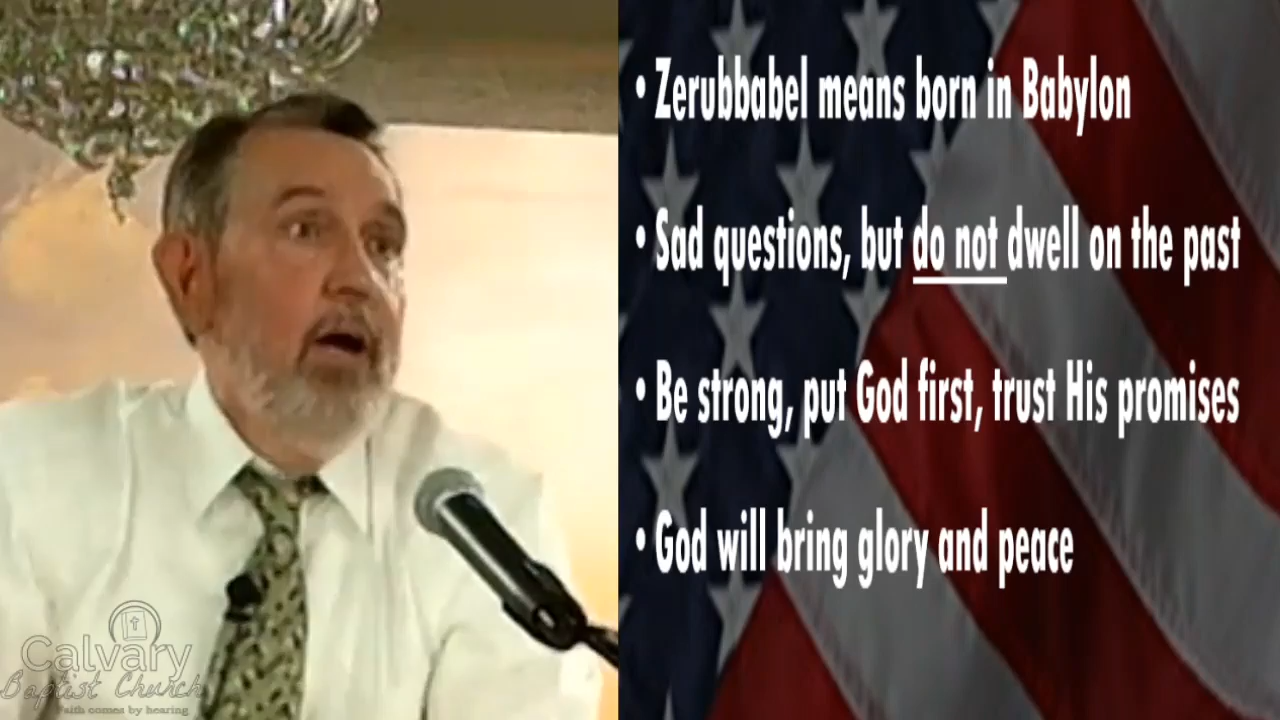 • Zerubbabel means born in Babylon
• Sad questions, but do not dwell on the past
• Be strong, put God first, trust His promises
• God will bring glory and peace
Calvary
Baptist Church
Faith comes by hearing